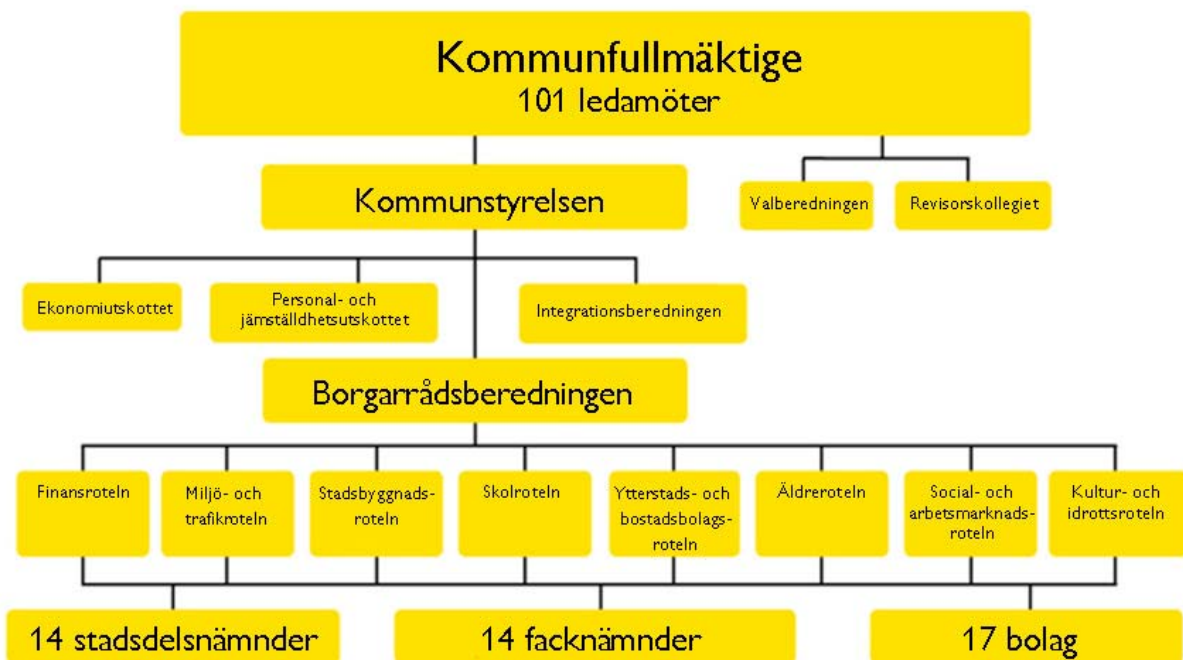 Kommunfullmäktige
101 ledamöter
Kommunstyrelsen
Valberedningen
Revisorskollegiet
Ekonomiutskottet
Personal- och
jämställdhetsutskottet
Integrationsberedningen
Borgarrådsberedningen
Finansroteln
Miljö- och
trafikroteln
Stadsbyggnads-
roteln
Skolroteln
Ytterstads- och
bostadsbolags-
roteln
Äldreroteln
Social- och
arbetsmarknads-
roteln
Kultur- och
idrottsroteln
14 stadsdelsnämnder
14 facknämnder
17 bolag